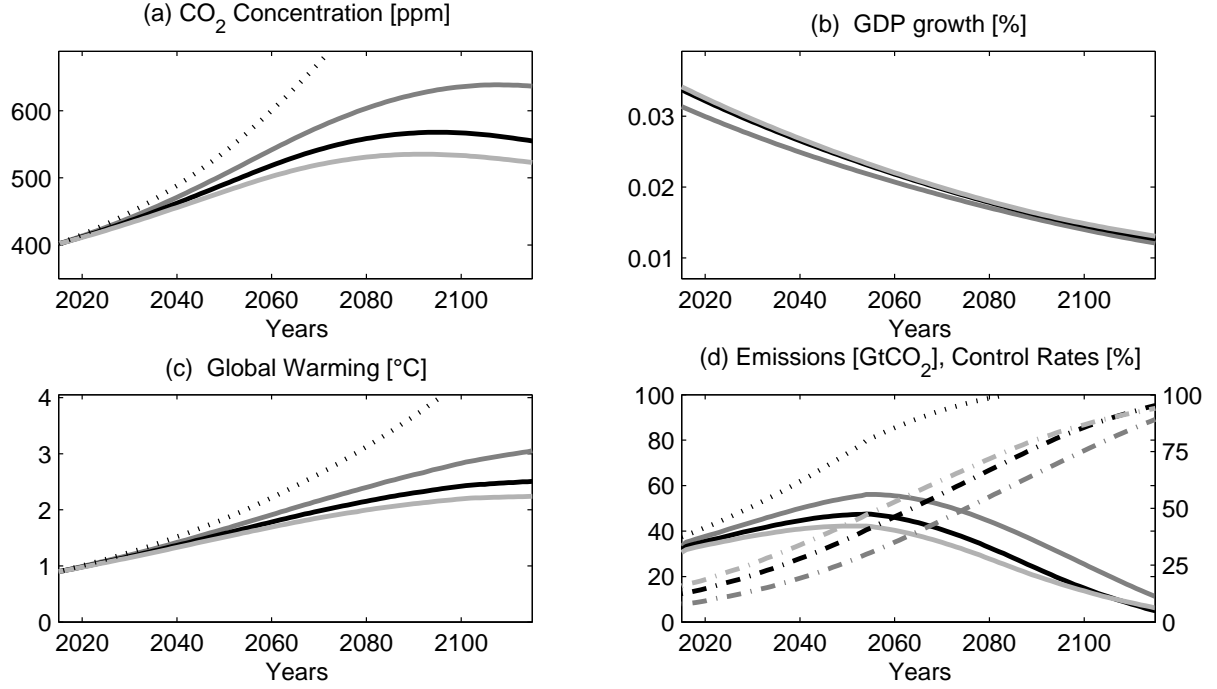 (a) CO2 Concentration [ppm]
600
500
400
2020 2040 2060 2080 2100
Years
(b) GDP growth [%]
0.03
0.02
0.01
2020 2040 2060 2080 2100
Years
(c) Global Warming [°C]
4
3
2
1
0
2020 2040 2060 2080 2100
Years
(d) Emissions [GtCO2], Control Rates [%]
100 100
80
75
60
50
40
25
20
0 0
2020 2040 2060 2080 2100
Years